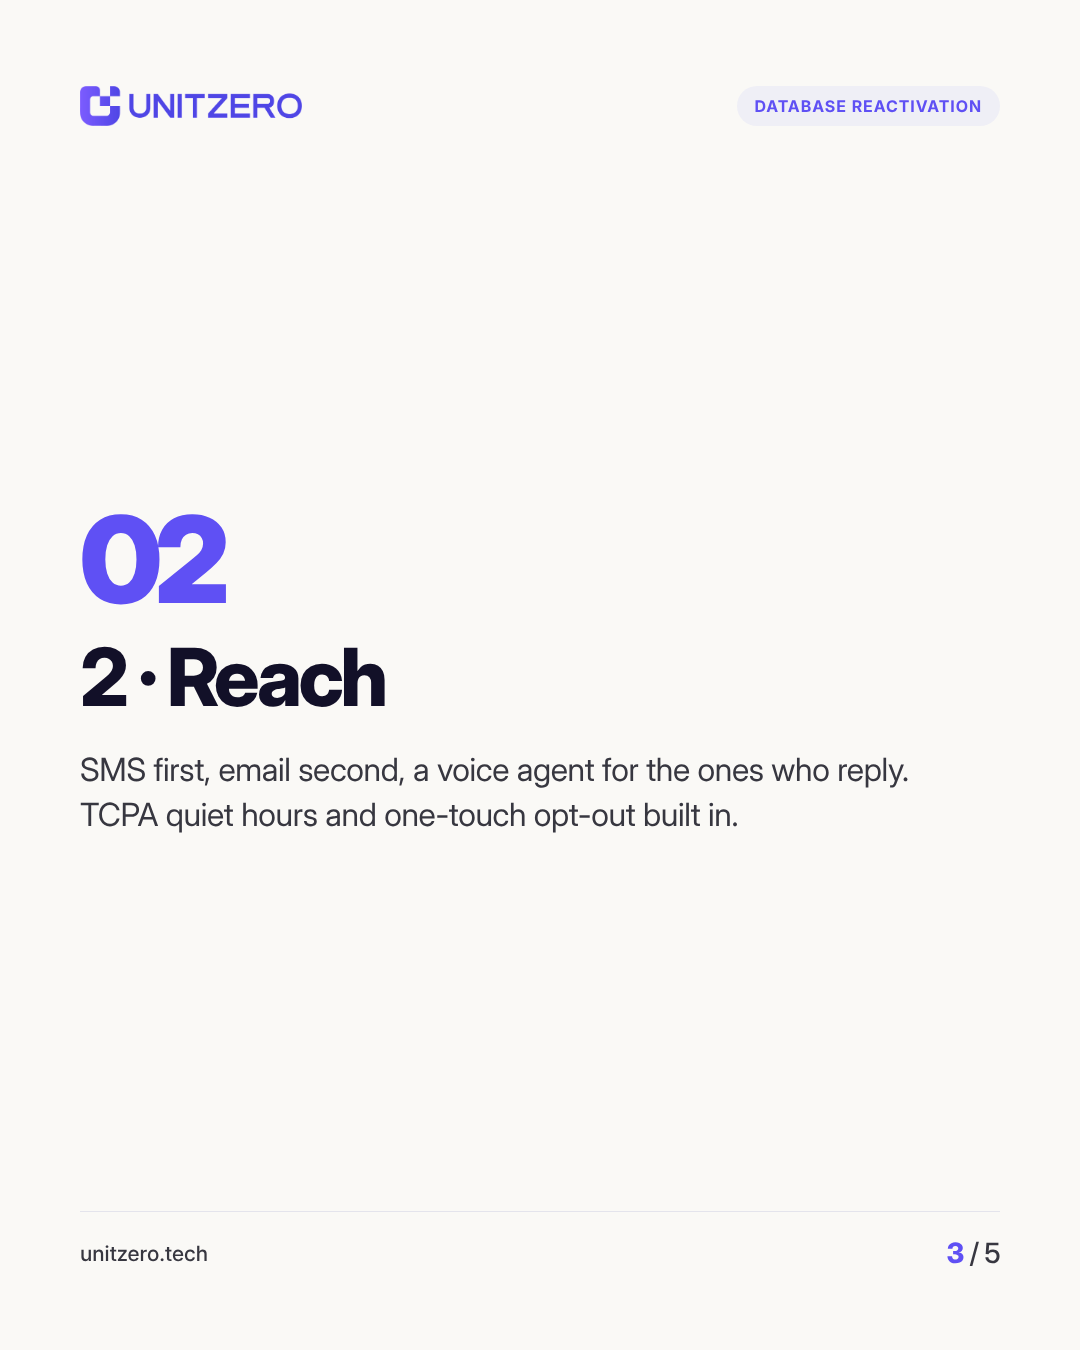 UNITZERO
DATABASE REACTIVATION
02
2 · Reach
SMS first, email second, a voice agent for the ones who reply.
TCPA quiet hours and one-touch opt-out built in.
unitzero.tech
3 / 5